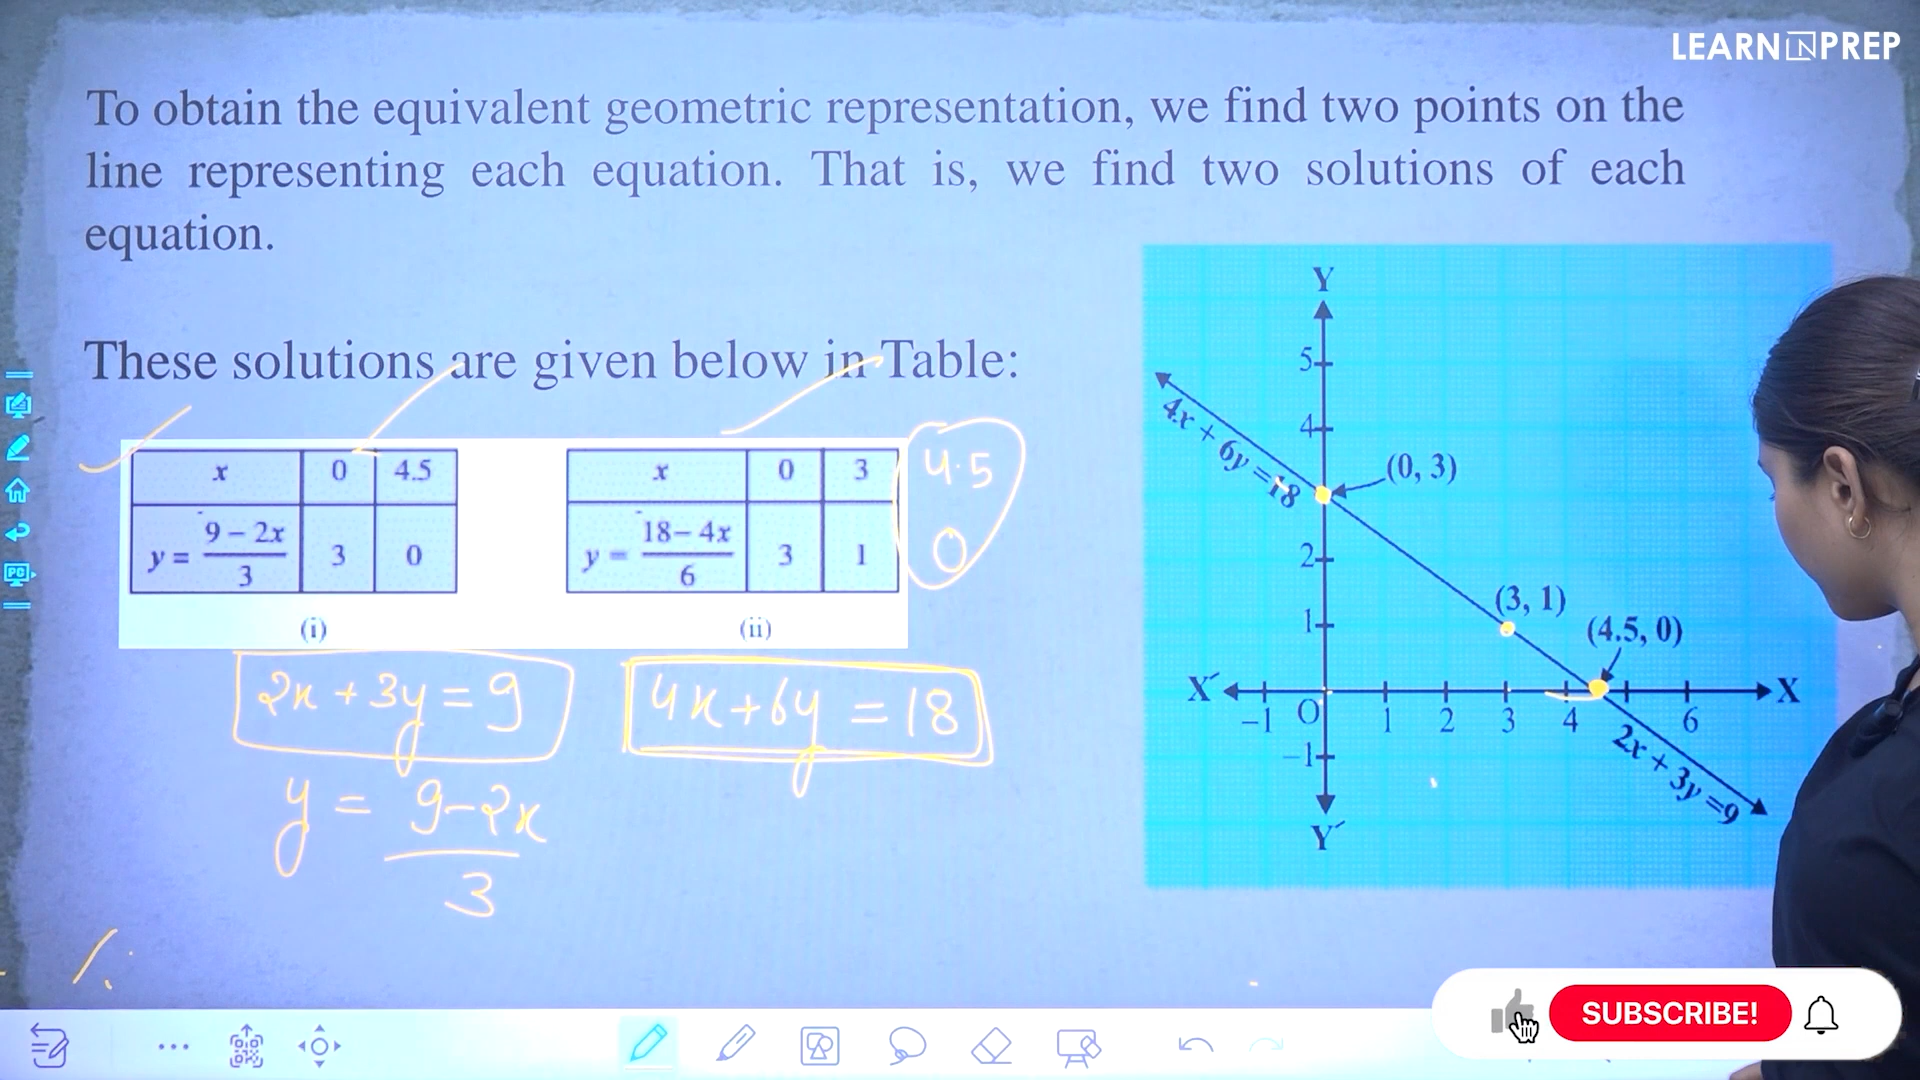 LEARN IN PREP
To obtain the equivalent geometric representation, we find two points on the
line representing each equation. That is, we find two solutions of each
equation.
These solutions are given below in Table:
x 0 4.5
y = 9 – 2x / 3 3 0
(i)
x 0 3 4.5
y = 18 – 4x / 6 3 1 0
(ii)
2x + 3y = 9
4x + 6y = 18
y = 9 – 2x / 3
Y
5
4
2
1
4x + 6y = 18
(0, 3)
(3, 1)
(4.5, 0)
X´ –1 O 1 2 3 4 6 X
–1
2x + 3y = 9
Y´
PC
SUBSCRIBE!